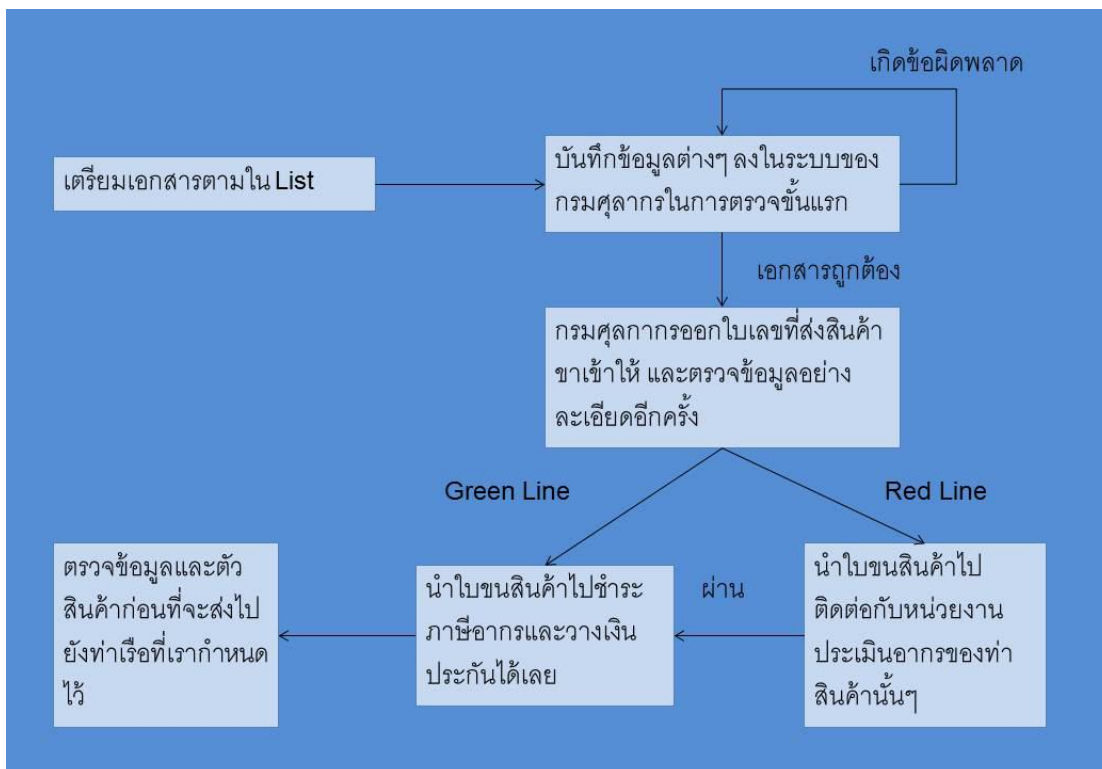 เกิดข้อผิดพลาด
เตรียมเอกสารตามใน List
บันทึกข้อมูลต่างๆ ลงในระบบของ
กรมศุลากรในการตรวจขั้นแรก
เอกสารถูกต้อง
กรมศุลกากรออกใบเลขที่ส่งสินค้า
ขาเข้าให้ และตรวจข้อมูลอย่าง
ละเอียดอีกครั้ง
Green Line
Red Line
ตรวจข้อมูลและตัว
สินค้าก่อนที่จะส่งไป
ยังท่าเรือที่เรากำหนด
ไว้
นำใบขนสินค้าไปชำระ
ภาษีอากรและวางเงิน
ประกันได้เลย
ผ่าน
นำใบขนสินค้าไป
ติดต่อกับหน่วยงาน
ประเมินอากรของท่า
สินค้านั้นๆ